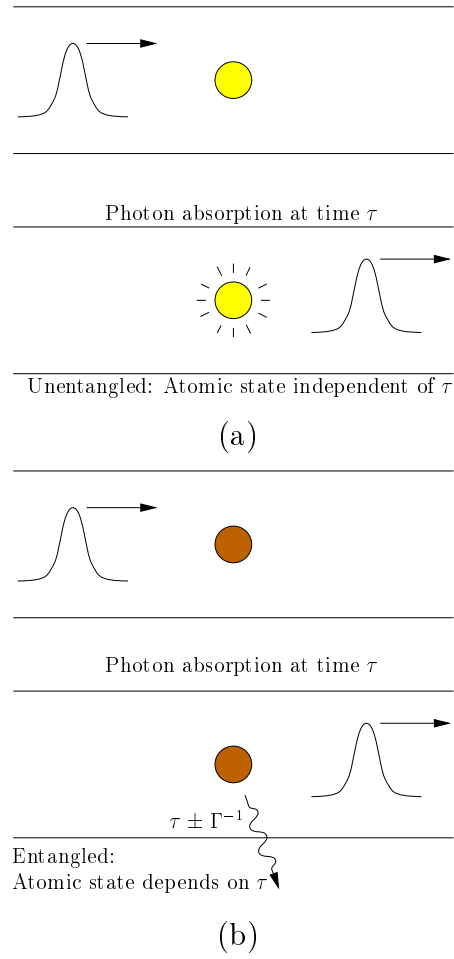 Photon absorption at time τ
Unentangled: Atomic state independent of τ
(a)
Photon absorption at time τ
τ ± Γ⁻¹
Entangled:
Atomic state depends on τ
(b)